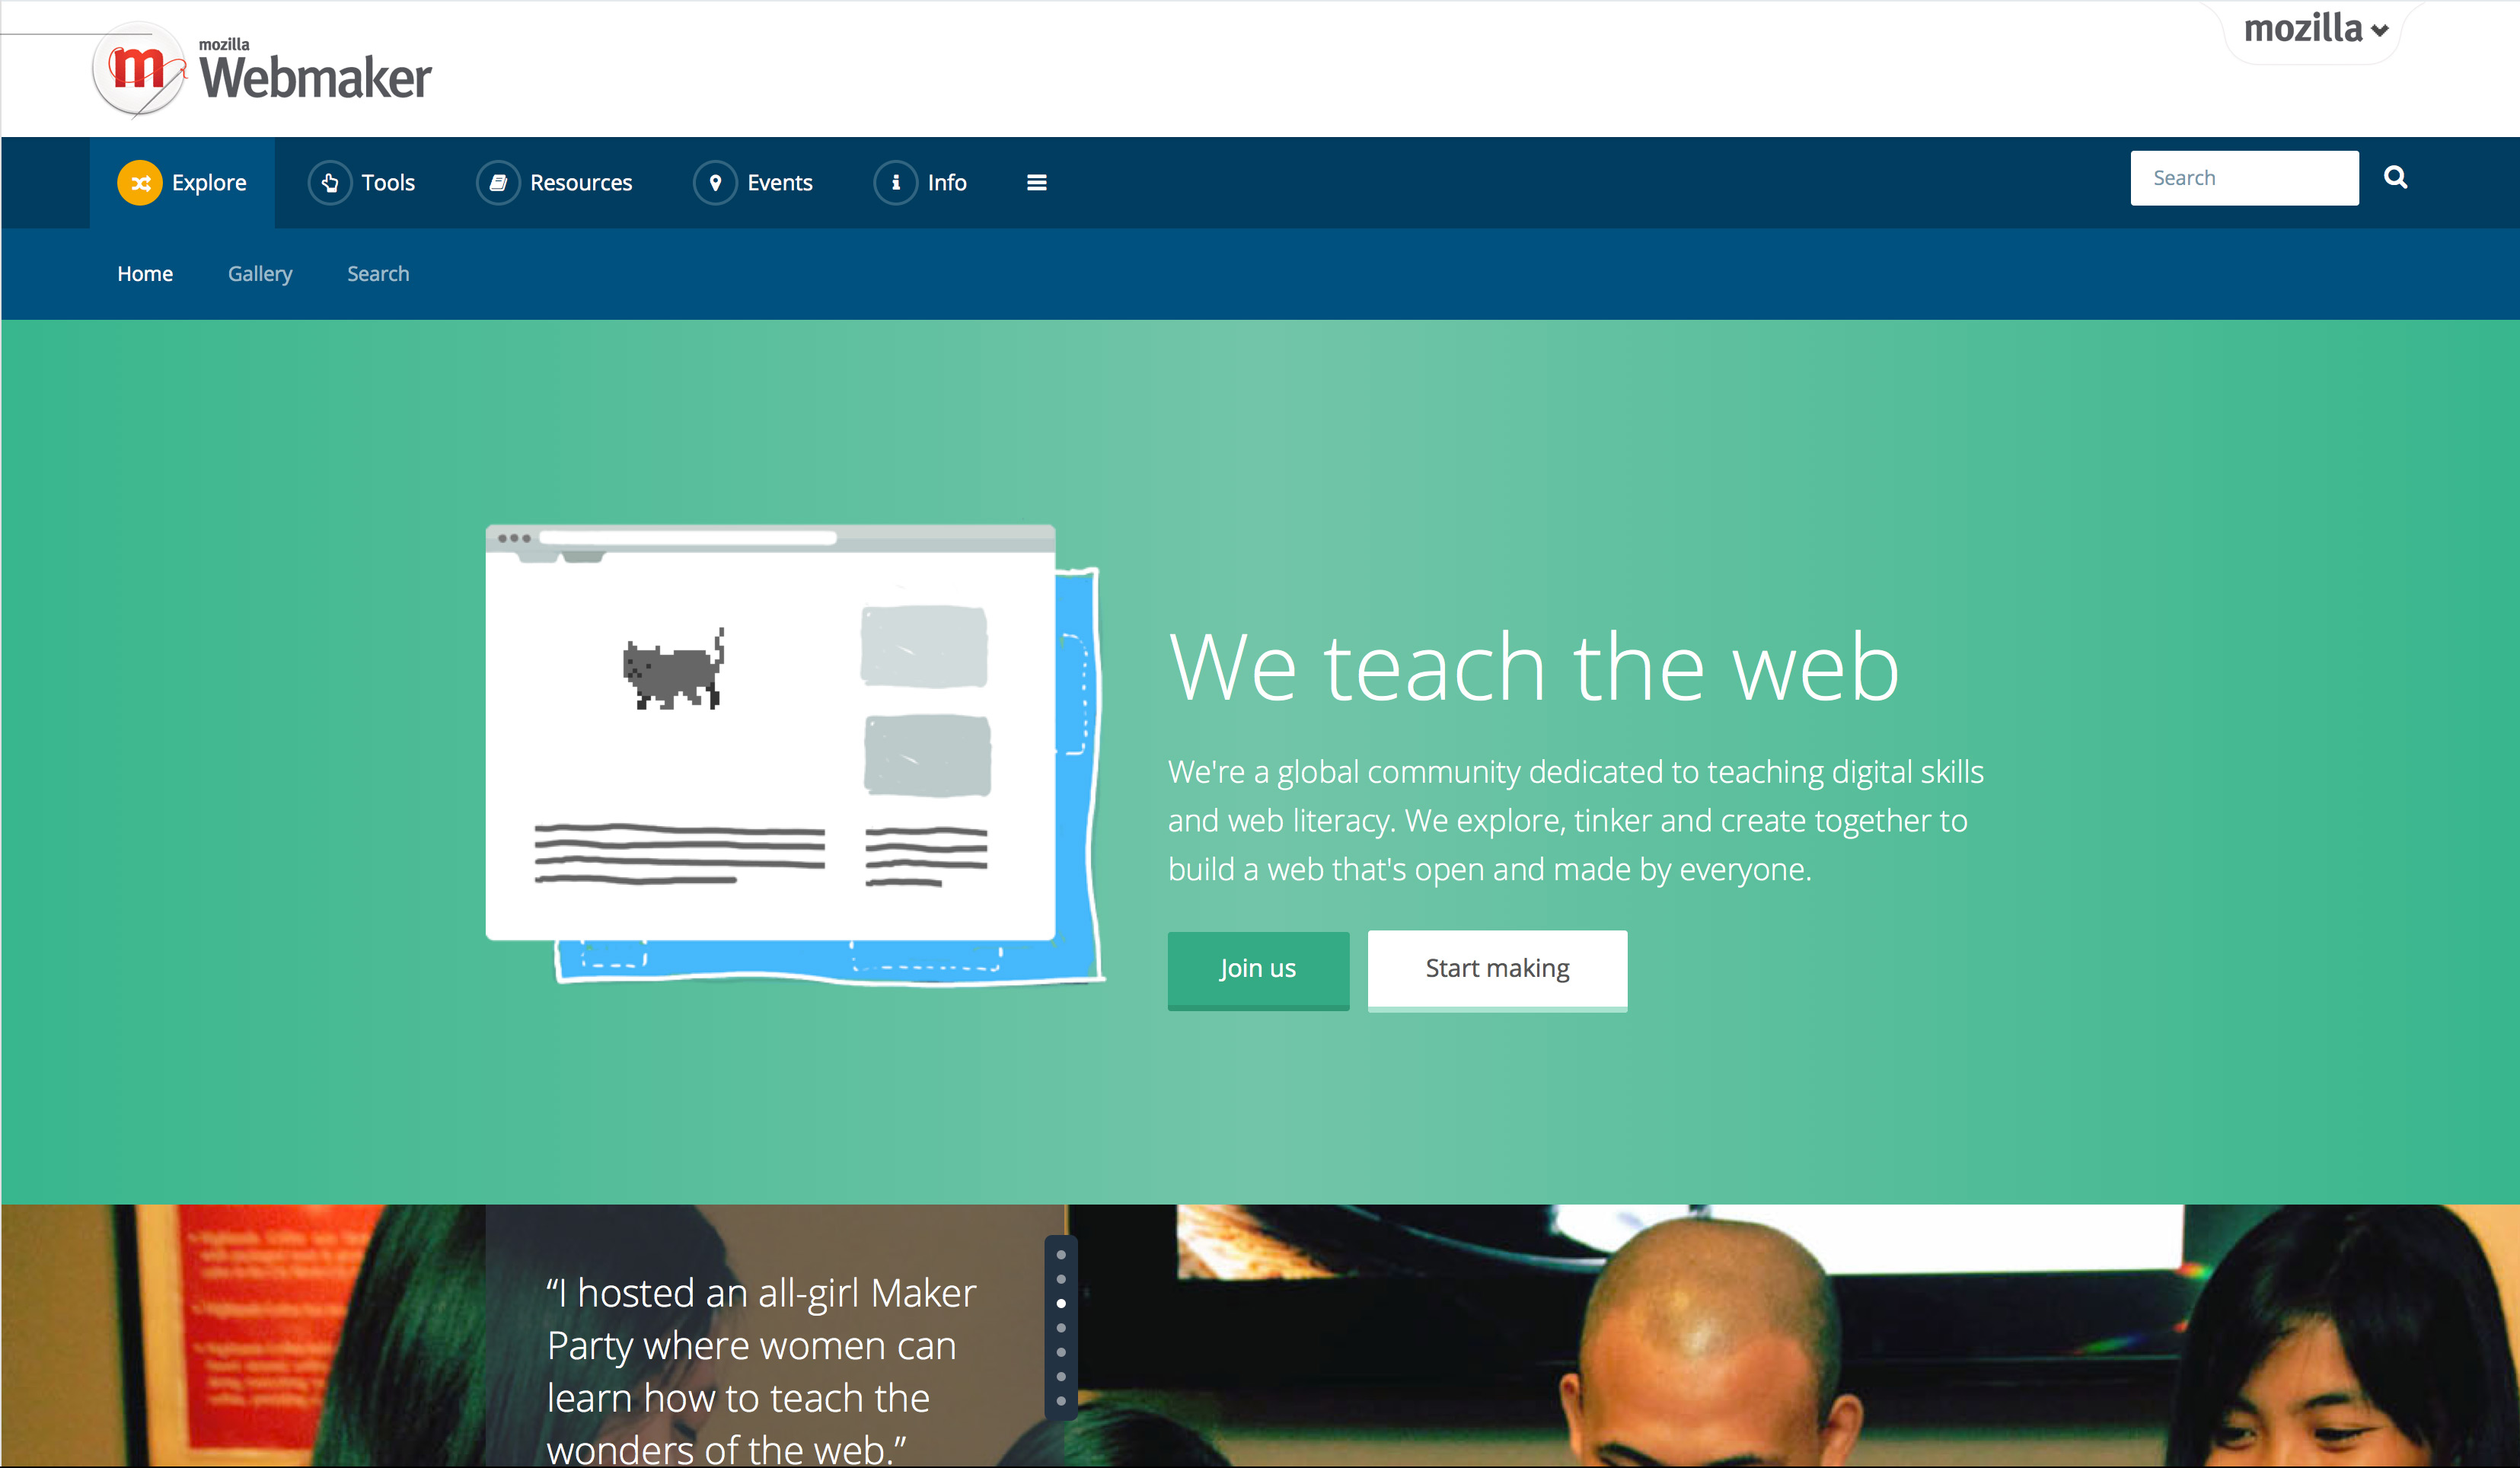 mozilla
Webmaker
mozilla
Explore Tools Resources Events Info Search
Home Gallery Search
We teach the web
We're a global community dedicated to teaching digital skills
and web literacy. We explore, tinker and create together to
build a web that's open and made by everyone.
Join us Start making
“I hosted an all-girl Maker
Party where women can
learn how to teach the
wonders of the web.”